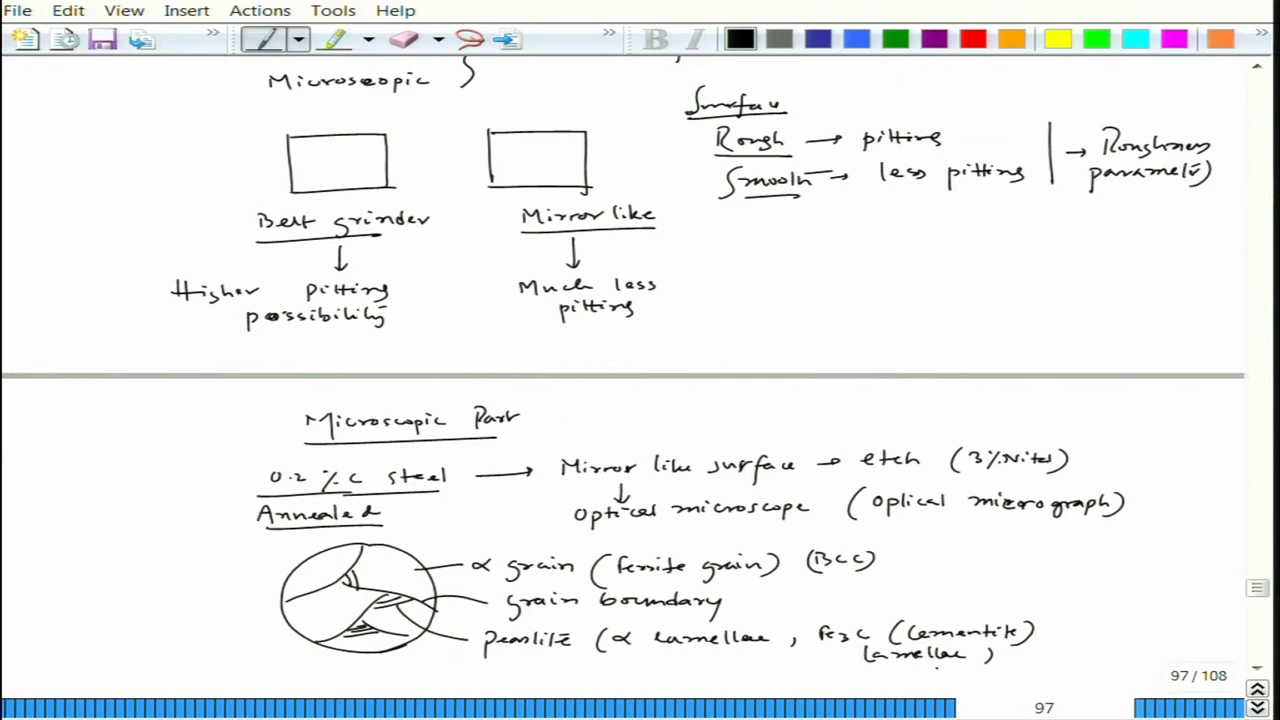 File Edit View Insert Actions Tools Help
Microscopic
Surface
Rough → pitting
Smooth → less pitting
→ Roughness parameter)
Belt grinder
Mirror like
↓
↓
Higher pitting possibility
Much less pitting
Microscopic Part
0.2 % C steel → Mirror like surface → etch (3% Nital)
Annealed
↓
Optical microscope (Optical micrograph)
α grain (ferrite grain) (BCC)
grain boundary
pearlite (α lamellae, Fe3C (cementite)
lamellae)
97 / 108
97